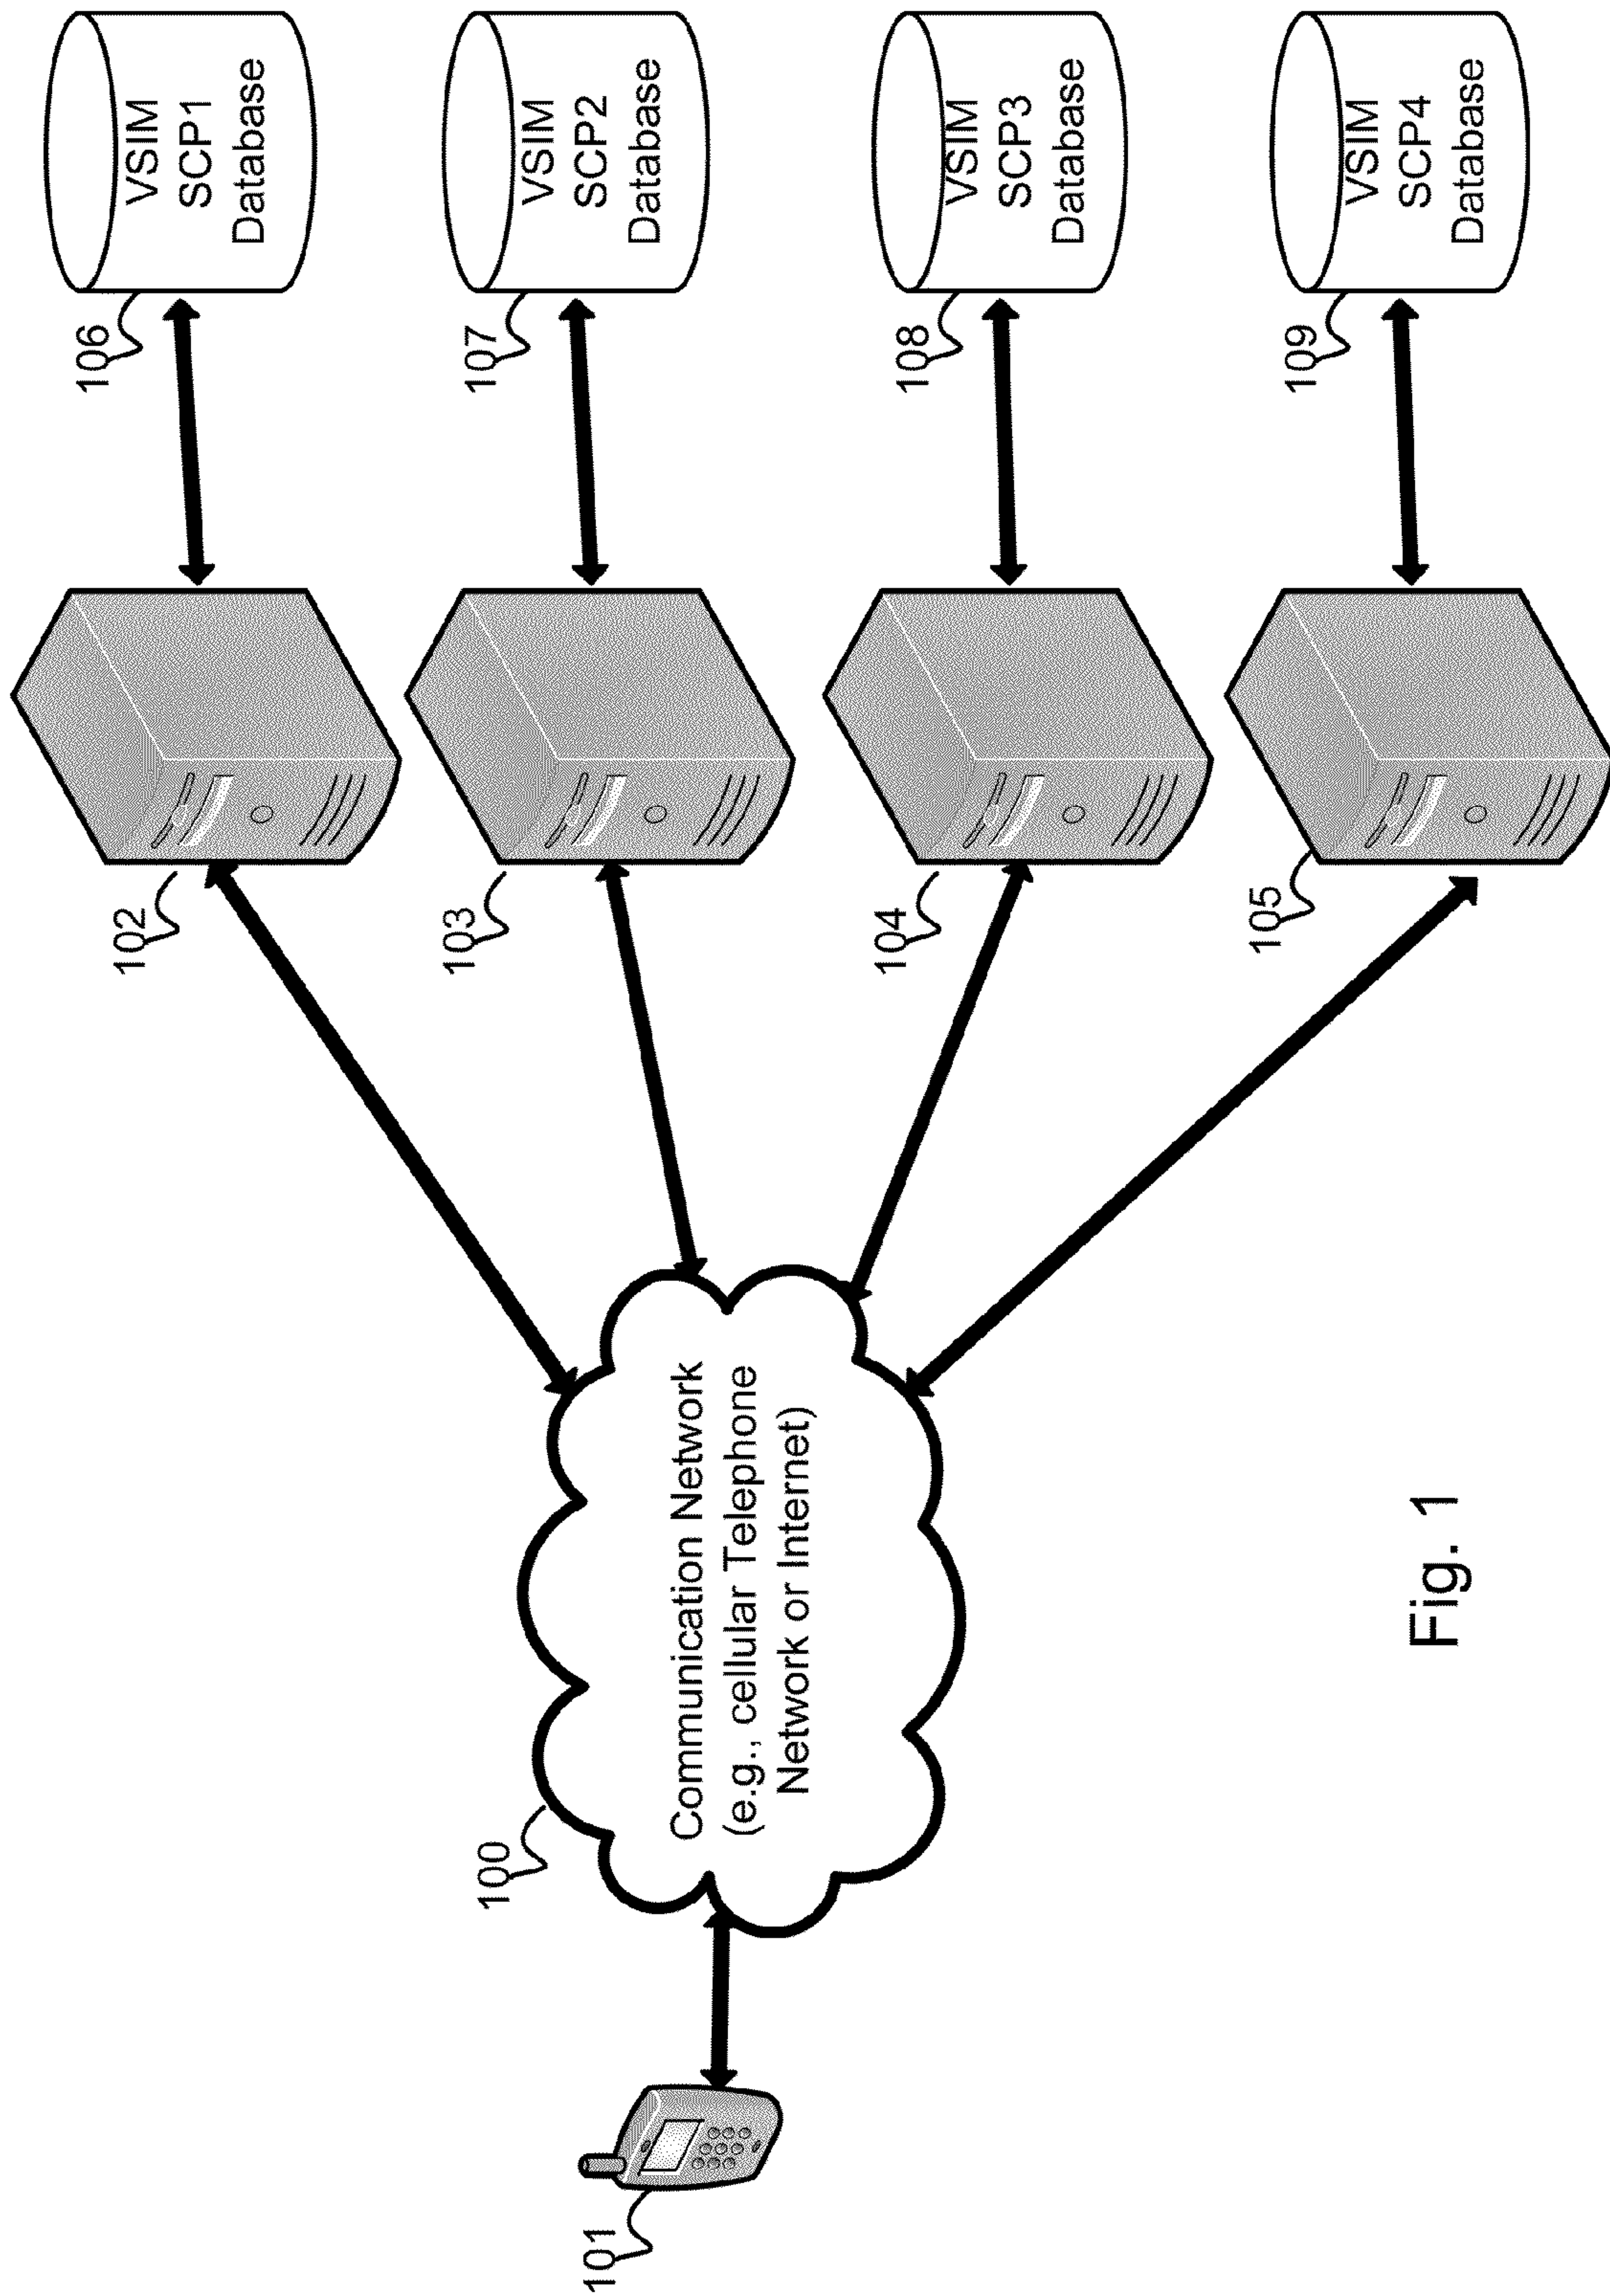 106
VSIM
SCP1
Database
102
107
VSIM
SCP2
Database
103
100
Communication Network
(e.g., cellular Telephone
Network or Internet)
101
108
VSIM
SCP3
Database
104
109
VSIM
SCP4
Database
105
Fig. 1